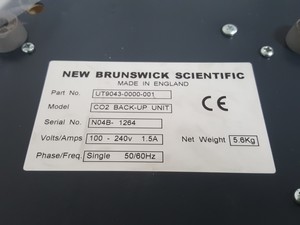 NEW BRUNSWICK SCIENTIFIC
MADE IN ENGLAND
Part No. UT9043-0000-001
Model CO2 BACK-UP UNIT
CE
Serial No. N04B- 1264
Volts/Amps 100 - 240v 1.5A
Net Weight 5.6Kg
Phase/Freq. Single 50/60Hz